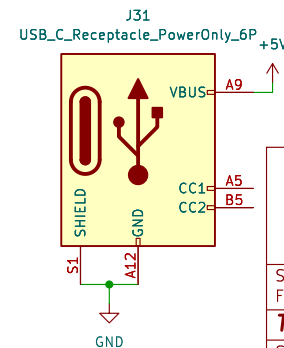 J31
USB_C_Receptacle_PowerOnly_6P
+5V
VBUS
A9
CC1
A5
CC2
B5
SHIELD
GND
S1
A12
GND